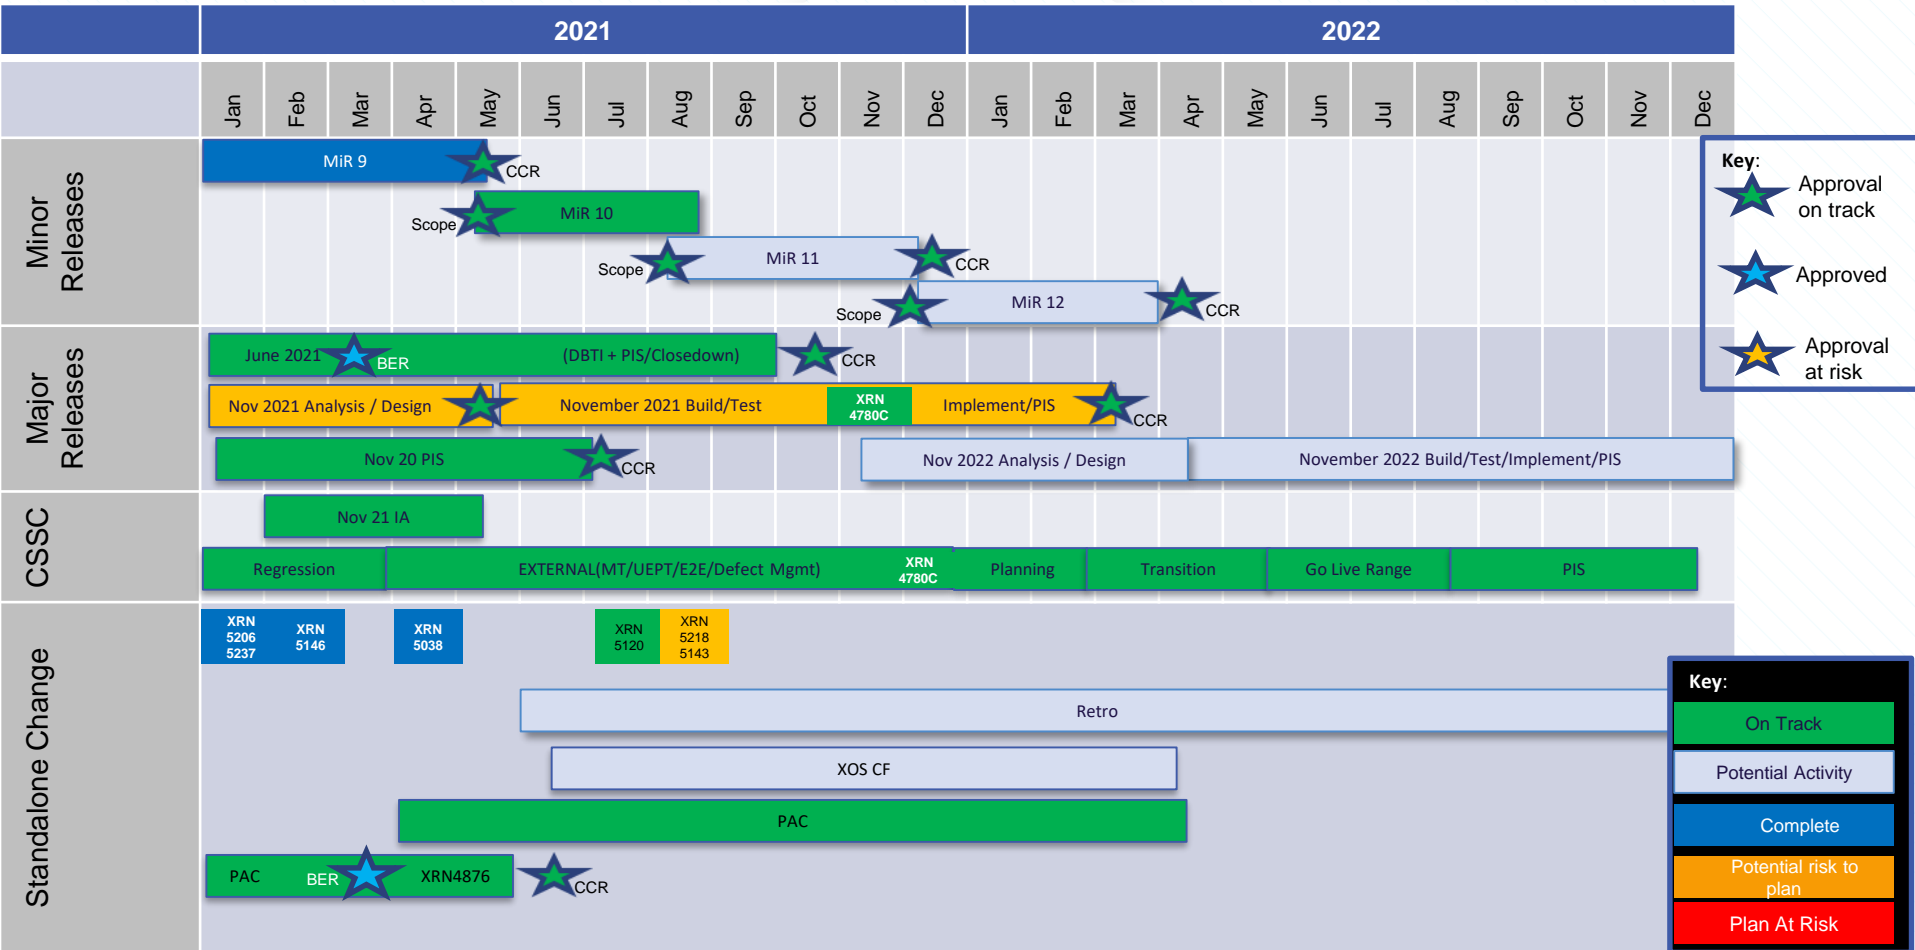 2021
2022
Jan
Feb
Mar
Apr
May
Jun
Jul
Aug
Sep
Oct
Nov
Dec
Jan
Feb
Mar
Apr
May
Jun
Jul
Aug
Sep
Oct
Nov
Dec
Minor
Releases
MiR 9
CCR
Scope
MiR 10
Scope
MiR 11
CCR
Scope
MiR 12
CCR
Key:
Approval
on track
Approved
Approval
at risk
Major
Releases
June 2021
BER
(DBTI + PIS/Closedown)
CCR
Nov 2021 Analysis / Design
November 2021 Build/Test
XRN
4780C
Implement/PIS
CCR
Nov 20 PIS
CCR
Nov 2022 Analysis / Design
November 2022 Build/Test/Implement/PIS
CSSC
Nov 21 IA
Regression
EXTERNAL(MT/UEPT/E2E/Defect Mgmt)
XRN
4780C
Planning
Transition
Go Live Range
PIS
Standalone Change
XRN
5206
5237
XRN
5146
XRN
5038
XRN
5120
XRN
5218
5143
Retro
XOS CF
PAC
PAC
BER
XRN4876
CCR
Key:
On Track
Potential Activity
Complete
Potential risk to
plan
Plan At Risk